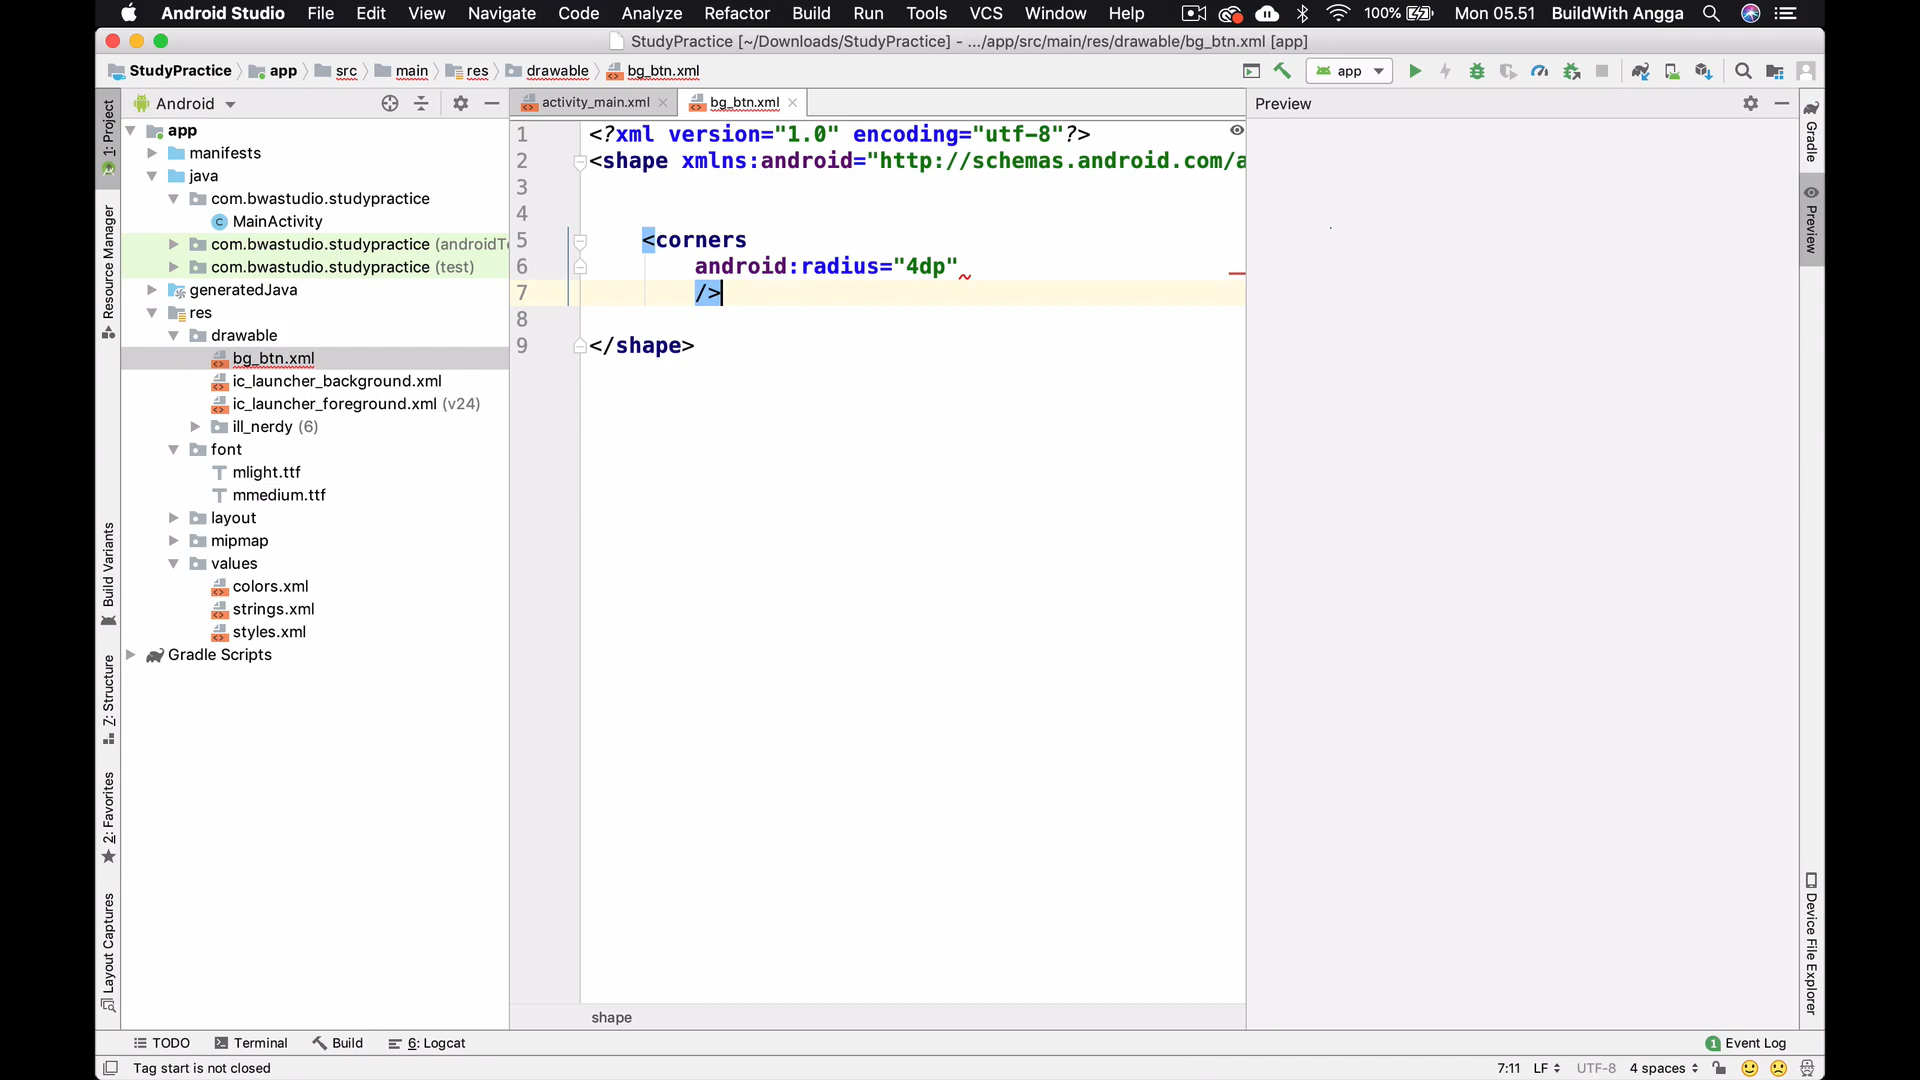 Android Studio File Edit View Navigate Code Analyze Refactor Build Run Tools VCS Window Help 100% Mon 05.51 BuildWith Angga
StudyPractice [~/Downloads/StudyPractice] - .../app/src/main/res/drawable/bg_btn.xml [app]
StudyPractice app src main res drawable bg_btn.xml app
1: Project
Resource Manager
Build Variants
Z: Structure
2: Favorites
Layout Captures
Android
app
manifests
java
com.bwastudio.studypractice
MainActivity
com.bwastudio.studypractice (androidTe
com.bwastudio.studypractice (test)
generatedJava
res
drawable
bg_btn.xml
ic_launcher_background.xml
ic_launcher_foreground.xml (v24)
ill_nerdy (6)
font
mlight.ttf
mmedium.ttf
layout
mipmap
values
colors.xml
strings.xml
styles.xml
Gradle Scripts
activity_main.xml bg_btn.xml
1 <?xml version="1.0" encoding="utf-8"?>
2 <shape xmlns:android="http://schemas.android.com/a
3
4
5 <corners
6 android:radius="4dp"
7 />
8
9 </shape>
shape
Preview
Gradle
Preview
Device File Explorer
TODO Terminal Build 6: Logcat 1 Event Log
Tag start is not closed 7:11 LF UTF-8 4 spaces